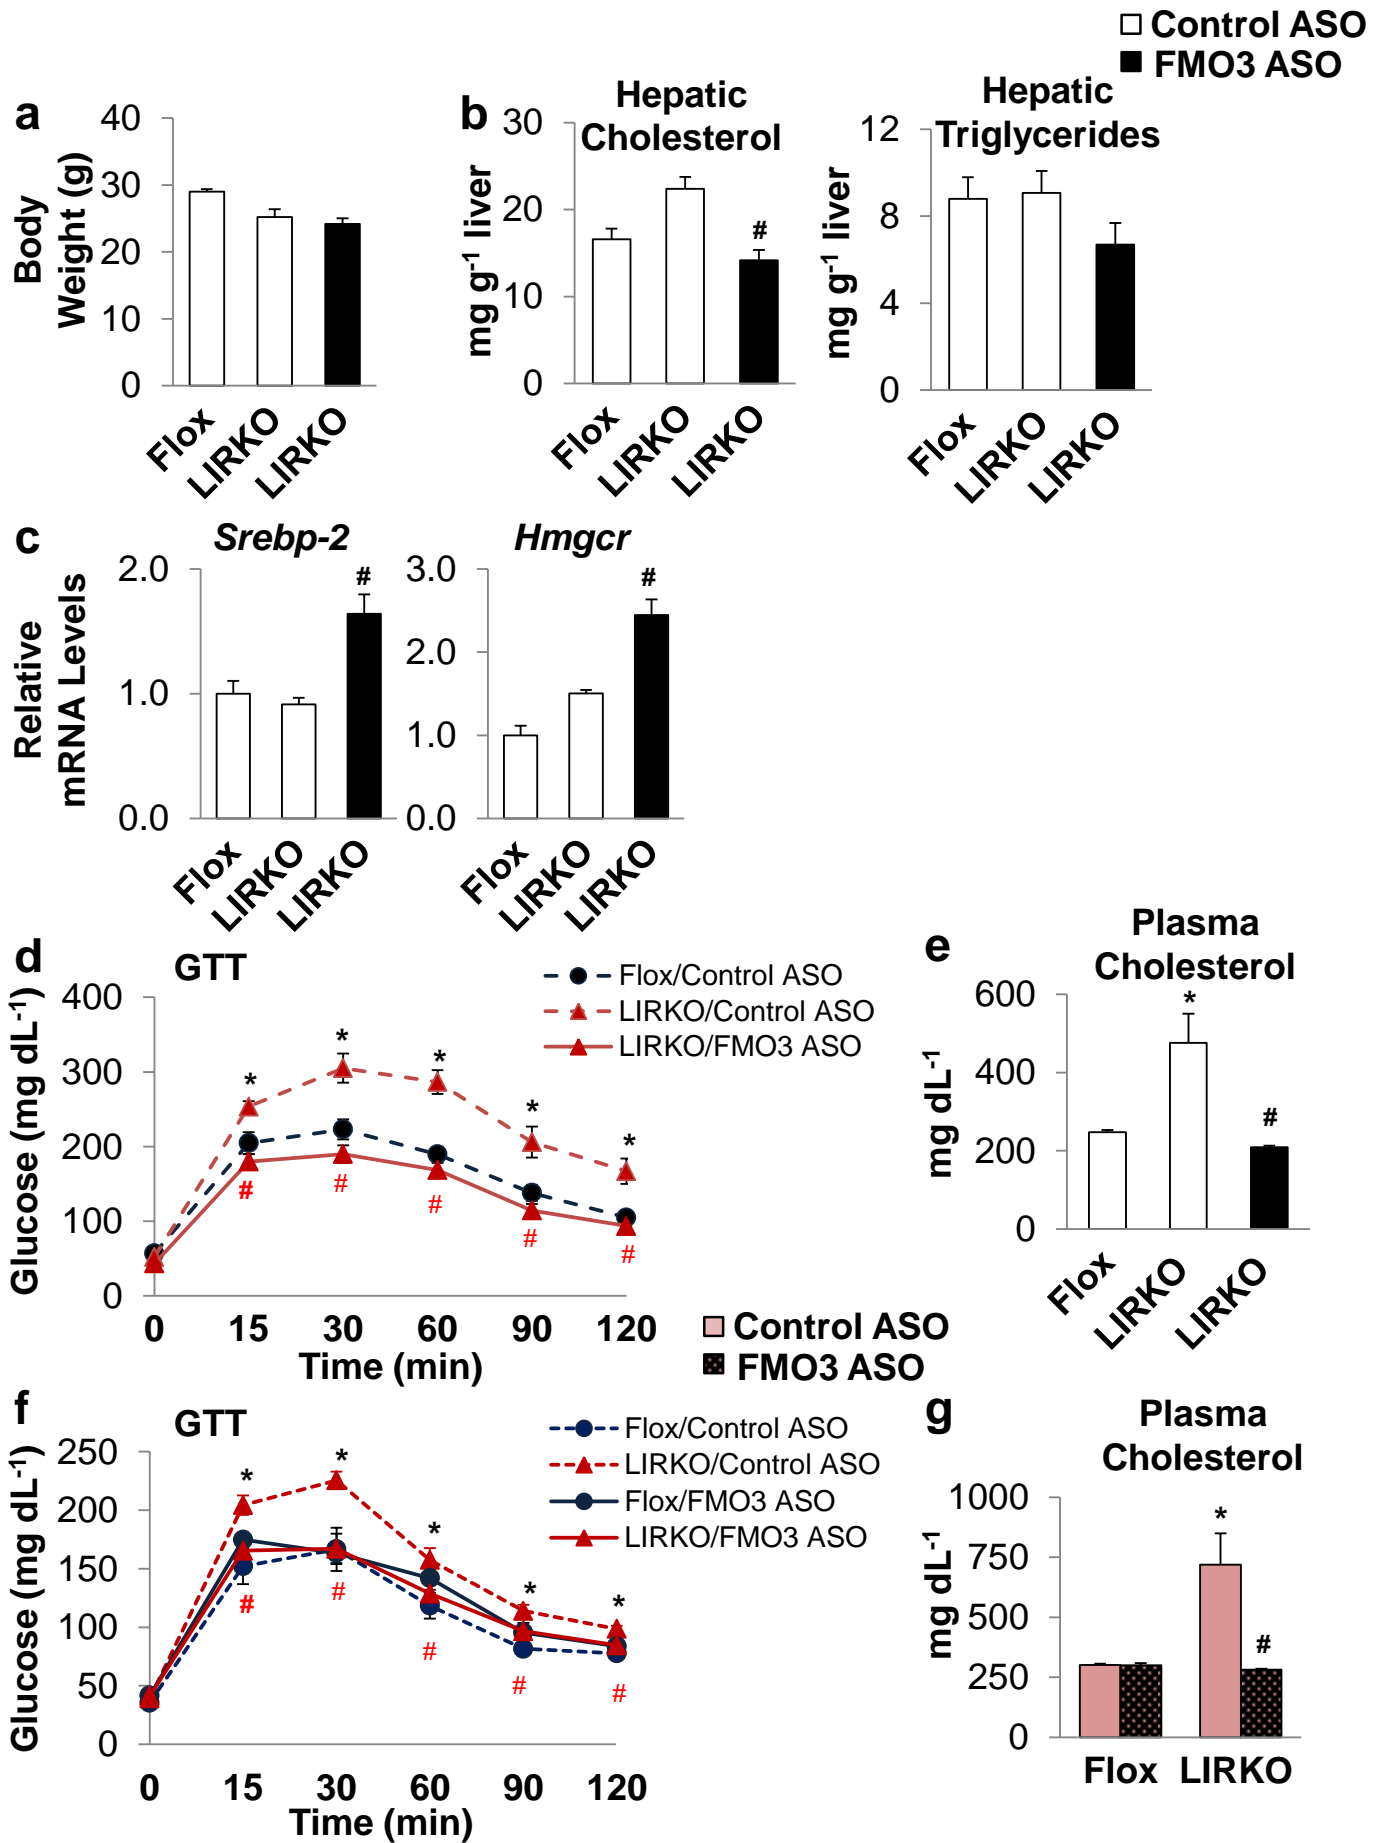 Control ASO
FMO3 ASO
a
Body
Weight (g)
40
30
20
10
0
Flox
LIRKO
LIRKO
b
Hepatic
Cholesterol
mg g-1 liver
30
20
10
0
#
Flox
LIRKO
LIRKO
Hepatic
Triglycerides
mg g-1 liver
12
8
4
0
Flox
LIRKO
LIRKO
c
Relative
mRNA Levels
Srebp-2
2.0
1.0
0.0
#
Flox
LIRKO
LIRKO
Hmgcr
3.0
2.0
1.0
0.0
#
Flox
LIRKO
LIRKO
d
GTT
Glucose (mg dL-1)
400
300
200
100
0
Flox/Control ASO
LIRKO/Control ASO
LIRKO/FMO3 ASO
* * * * *
# # # # #
0 15 30 60 90 120
Time (min)
e
Plasma
Cholesterol
mg dL-1
600
400
200
0
*
#
Flox
LIRKO
LIRKO
Control ASO
FMO3 ASO
f
GTT
Glucose (mg dL-1)
250
200
150
100
50
0
Flox/Control ASO
LIRKO/Control ASO
Flox/FMO3 ASO
LIRKO/FMO3 ASO
* * * * *
# # # # #
0 15 30 60 90 120
Time (min)
g
Plasma
Cholesterol
mg dL-1
1000
750
500
250
0
*
#
Flox LIRKO